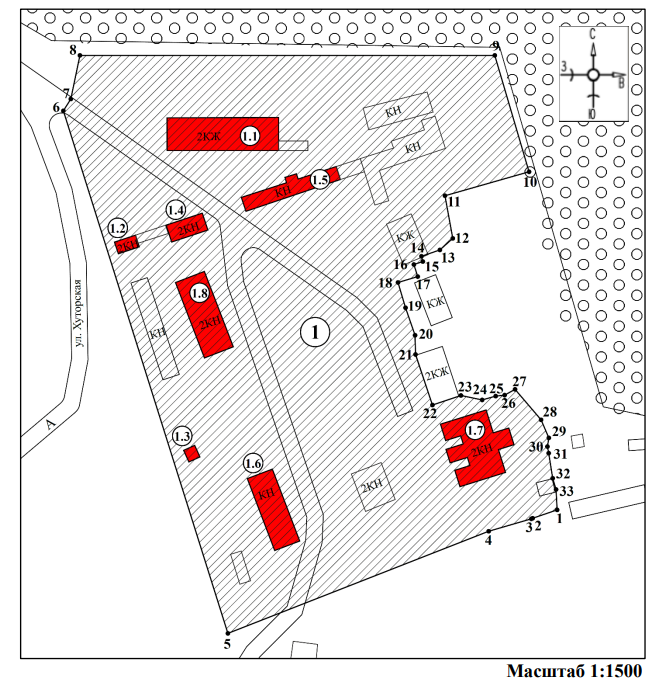 8
9
С
З
В
Ю
7
6
КН
2КЖ
1.1
КН
1.5
КН
10
11
1.4
1.2
2КН
2КН
КЖ
12
14
13
16
15
17
18
1.8
КЖ
ул. Хуторская
КН
2КН
19
1
20
21
2КЖ
23
24
25
26
27
22
А
28
1.3
1.7
29
30
31
2КН
1.6
32
КН
2КН
33
1
32
4
5
Масштаб 1:1500